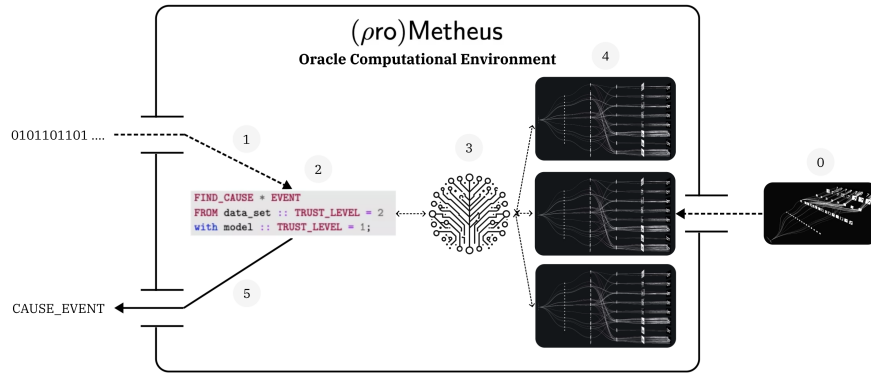 (ρro)Metheus
Oracle Computational Environment
4
0101101101 ....
1
2
3
0
FIND_CAUSE * EVENT
FROM data_set :: TRUST_LEVEL = 2
with model :: TRUST_LEVEL = 1;
5
CAUSE_EVENT